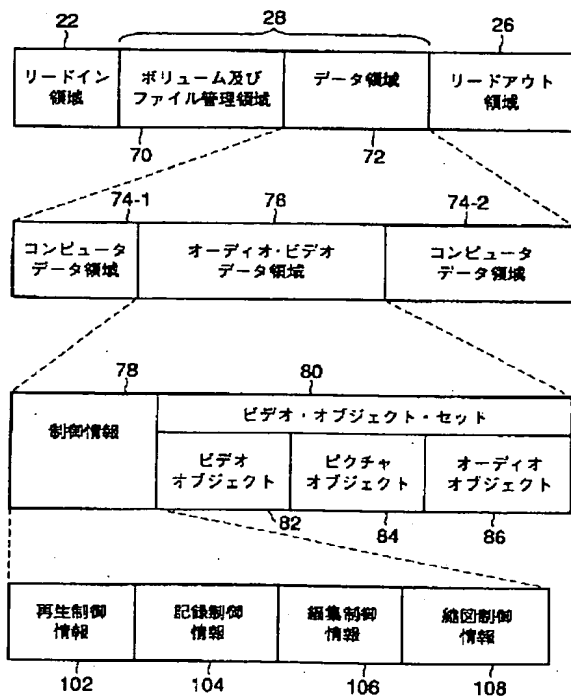 22
28
26
リードイン
領域
ボリューム及び
ファイル管理領域
データ領域
リードアウト
領域
70
72
74-1
76
74-2
コンピュータ
データ領域
オーディオ・ビデオ
データ領域
コンピュータ
データ領域
78
80
制御情報
ビデオ・オブジェクト・セット
ビデオ
オブジェクト
ピクチャ
オブジェクト
オーディオ
オブジェクト
82
84
86
再生制御
情報
記録制御
情報
編集制御
情報
縮図制御
情報
102
104
106
108